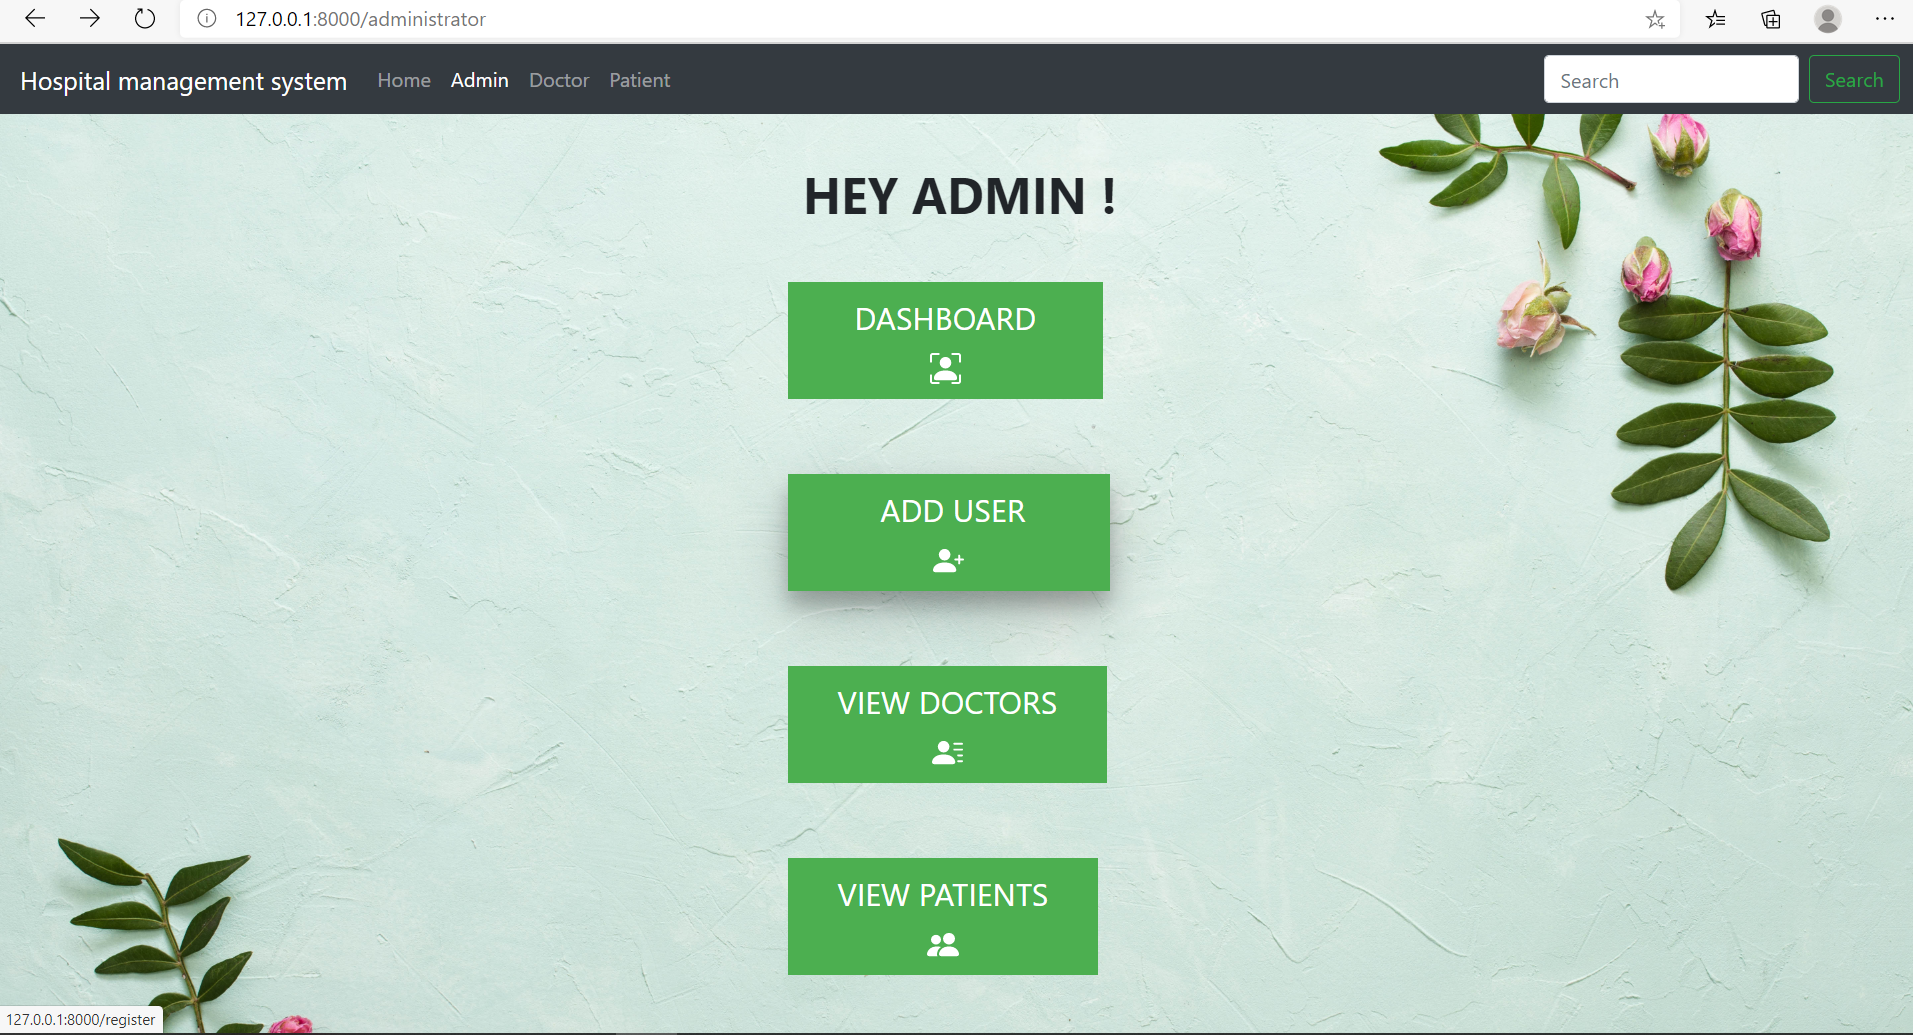 127.0.0.1:8000/administrator
Hospital management system Home Admin Doctor Patient Search Search
HEY ADMIN !
DASHBOARD
ADD USER
VIEW DOCTORS
VIEW PATIENTS
127.0.0.1:8000/register